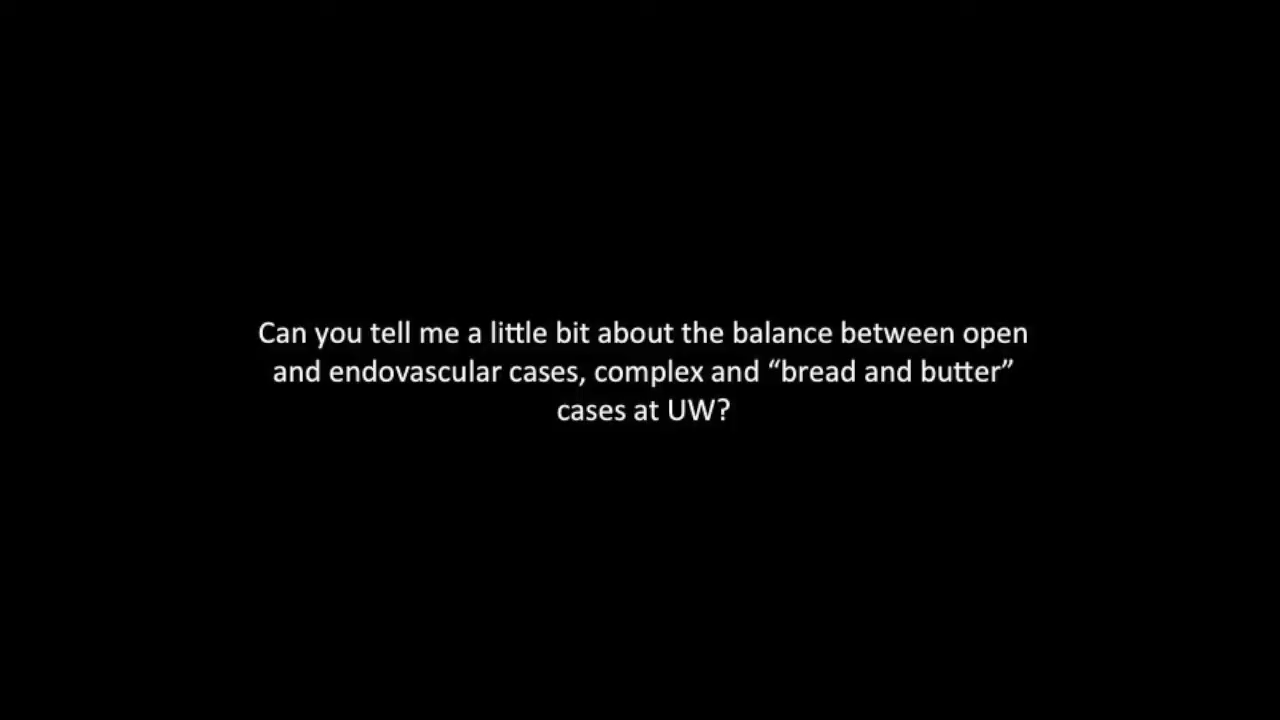 Can you tell me a little bit about the balance between open
and endovascular cases, complex and “bread and butter”
cases at UW?